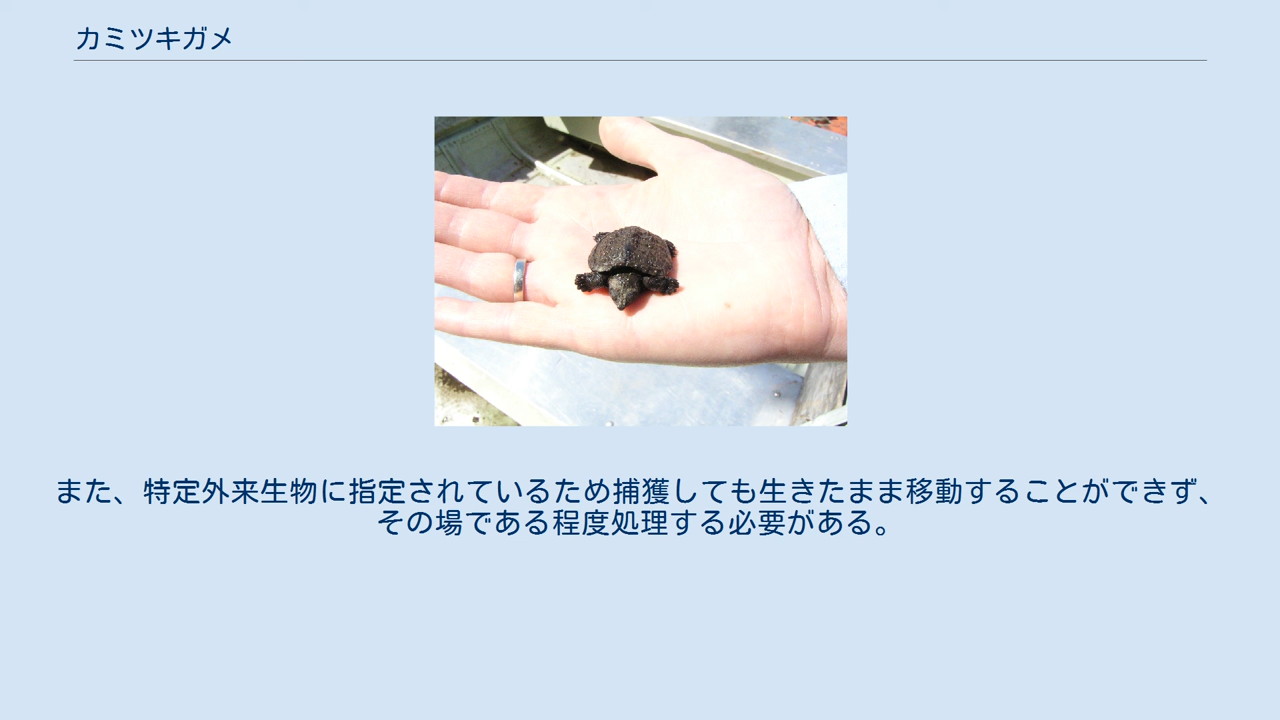 カミツキガメ
また、特定外来生物に指定されているため捕獲しても生きたまま移動することができず、
その場である程度処理する必要がある。